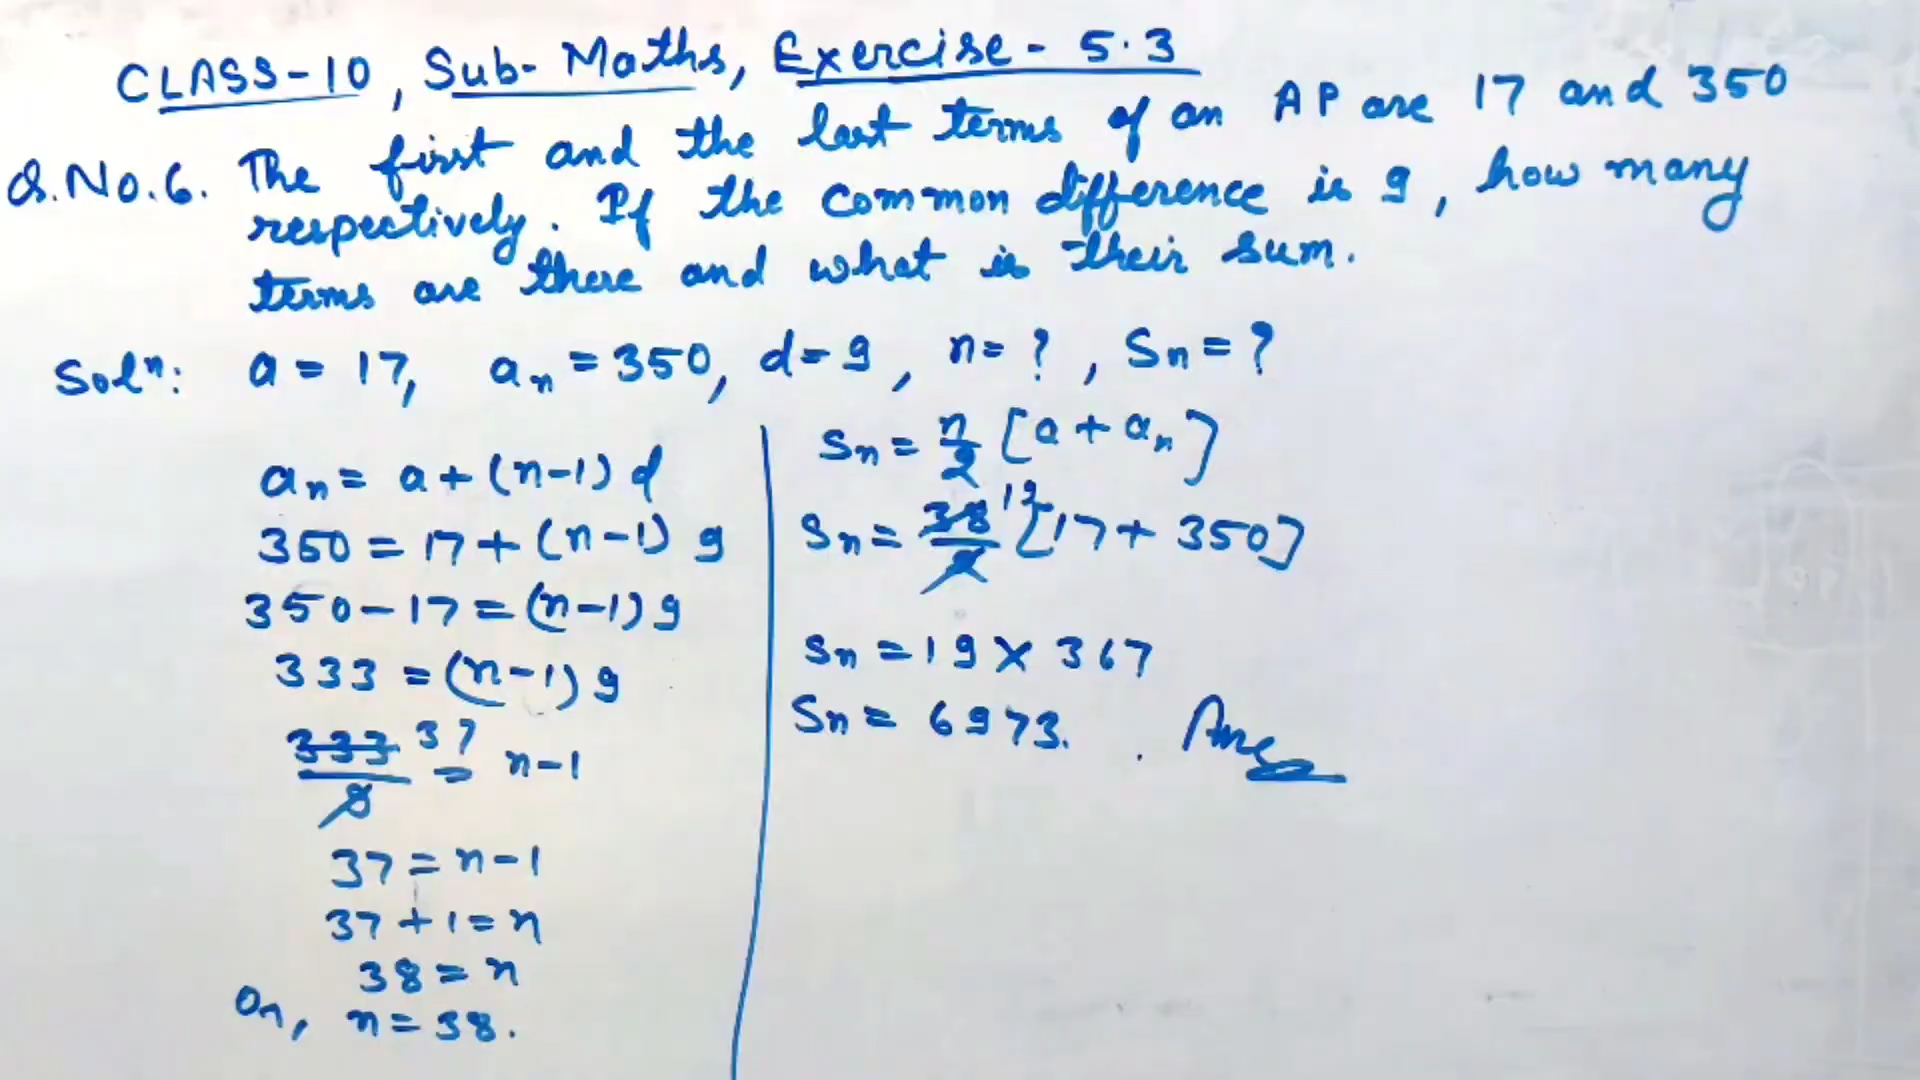 CLASS-10, Sub- Maths, Exercise- 5.3
Q.No.6. The first and the last terms of an AP are 17 and 350
respectively. If the common difference is 9, how many
terms are there and what is their sum.
Solⁿ: a = 17, aₙ = 350, d=9, n= ?, Sₙ = ?
aₙ = a + (n-1) d
350 = 17 + (n-1) 9
350 - 17 = (n-1) 9
333 = (n-1) 9
333/9 37 = n-1
37 = n-1
37 + 1 = n
38 = n
Or, n = 38.
Sₙ = n/2 [a + aₙ]
Sₙ = 38/2 19 [17 + 350]
Sₙ = 19 × 367
Sₙ = 6973. Ans